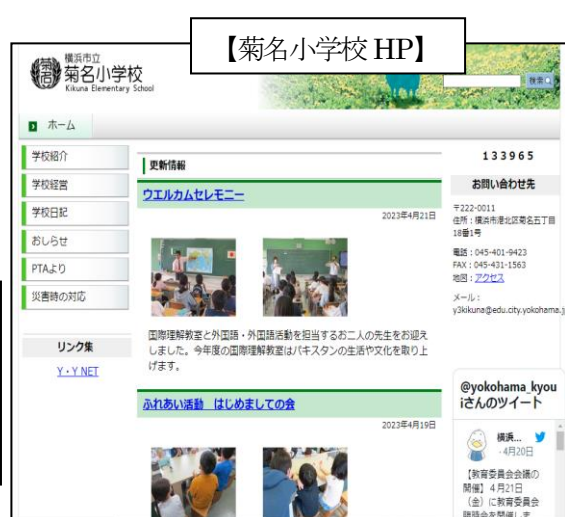 【菊名小学校 HP】
横浜市立
菊名小学校
Kikuna Elementary School
検索
ホーム
学校紹介
学校経営
学校日記
おしらせ
PTAより
災害時の対応
リンク集
Y・Y NET
更新情報
ウエルカムセレモニー
2023年4月21日
国際理解教室と外国語・外国語活動を担当するお二人の先生をお迎え
しました。今年度の国際理解教室はパキスタンの生活や文化を取り上
げます。
ふれあい活動 はじめましての会
2023年4月19日
133965
お問い合わせ先
〒222-0011
住所：横浜市港北区菊名五丁目
18番1号
電話：045-401-9423
FAX：045-431-1563
地図：アクセス
メール：
y3kikuna@edu.city.yokohama.j
@yokohama_kyou
iさんのツイート
横浜...
· 4月20日
【教育委員会会議の
開催】４月21日
（金）に教育委員会
臨時会を開催しま